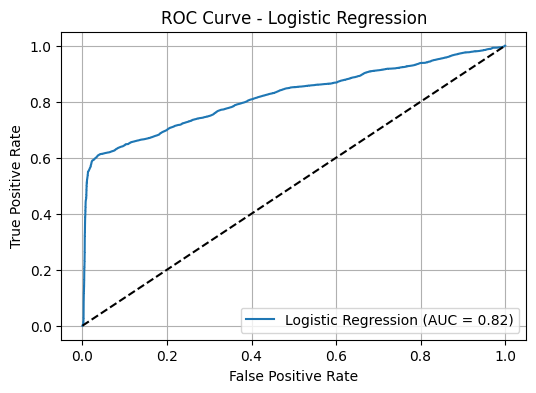 ROC Curve - Logistic Regression
1.0
0.8
0.6
0.4
0.2
0.0
True Positive Rate
Logistic Regression (AUC = 0.82)
0.0 0.2 0.4 0.6 0.8 1.0
False Positive Rate